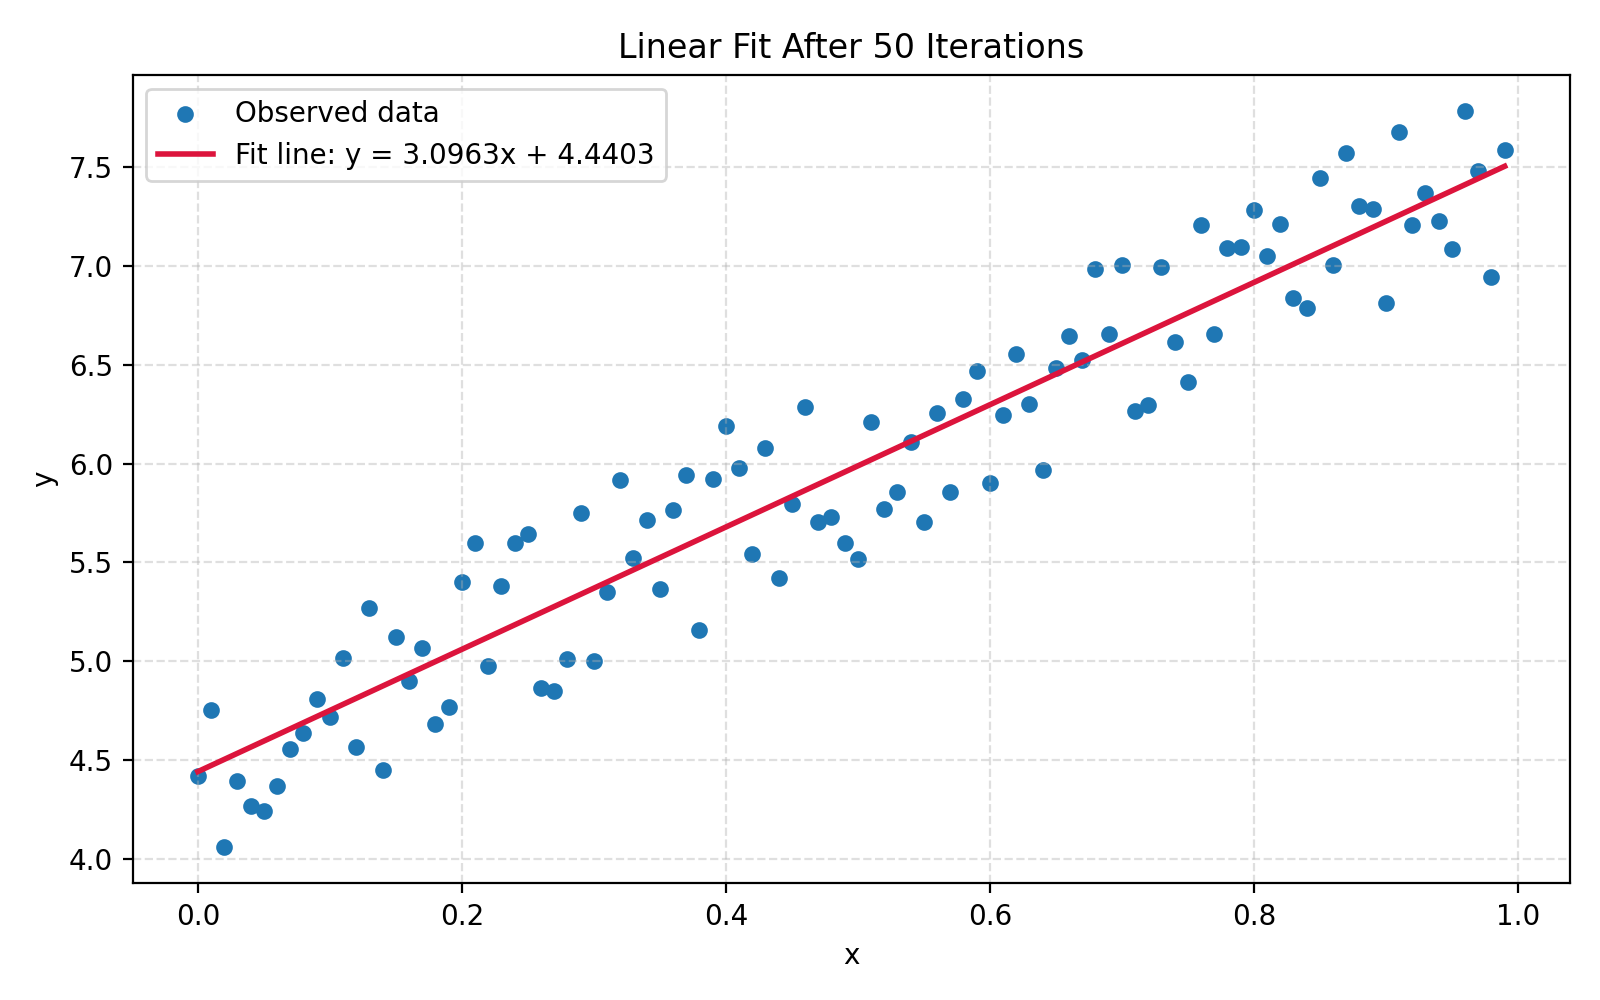 Linear Fit After 50 Iterations
Observed data
Fit line: y = 3.0963x + 4.4403
7.5
7.0
6.5
6.0
5.5
5.0
4.5
4.0
y
0.0 0.2 0.4 0.6 0.8 1.0
x